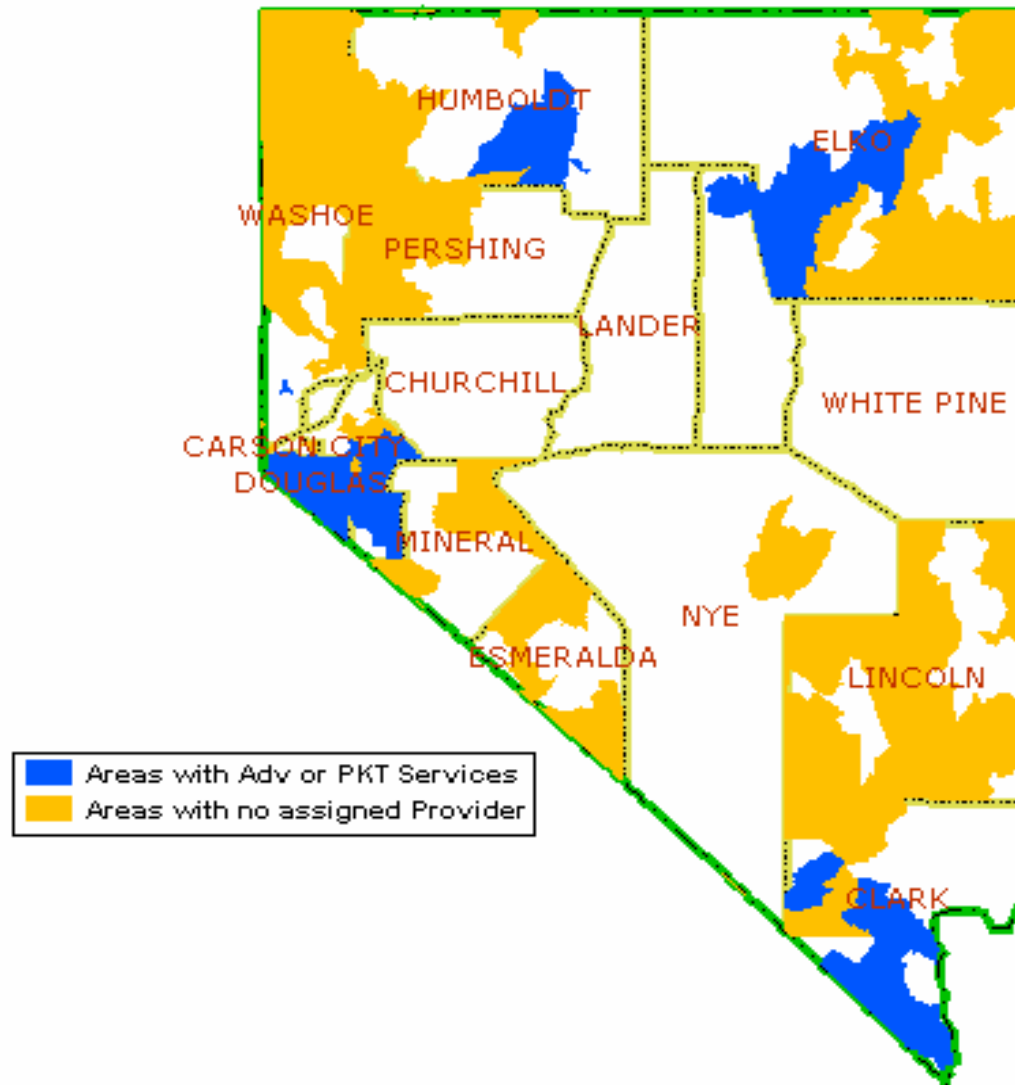 HUMBOLDT
ELKO
WASHOE
PERSHING
LANDER
CHURCHILL
WHITE PINE
CARSON CITY
DOUGLAS
MINERAL
NYE
ESMERALDA
LINCOLN
Areas with Adv or PKT Services
Areas with no assigned Provider
CLARK